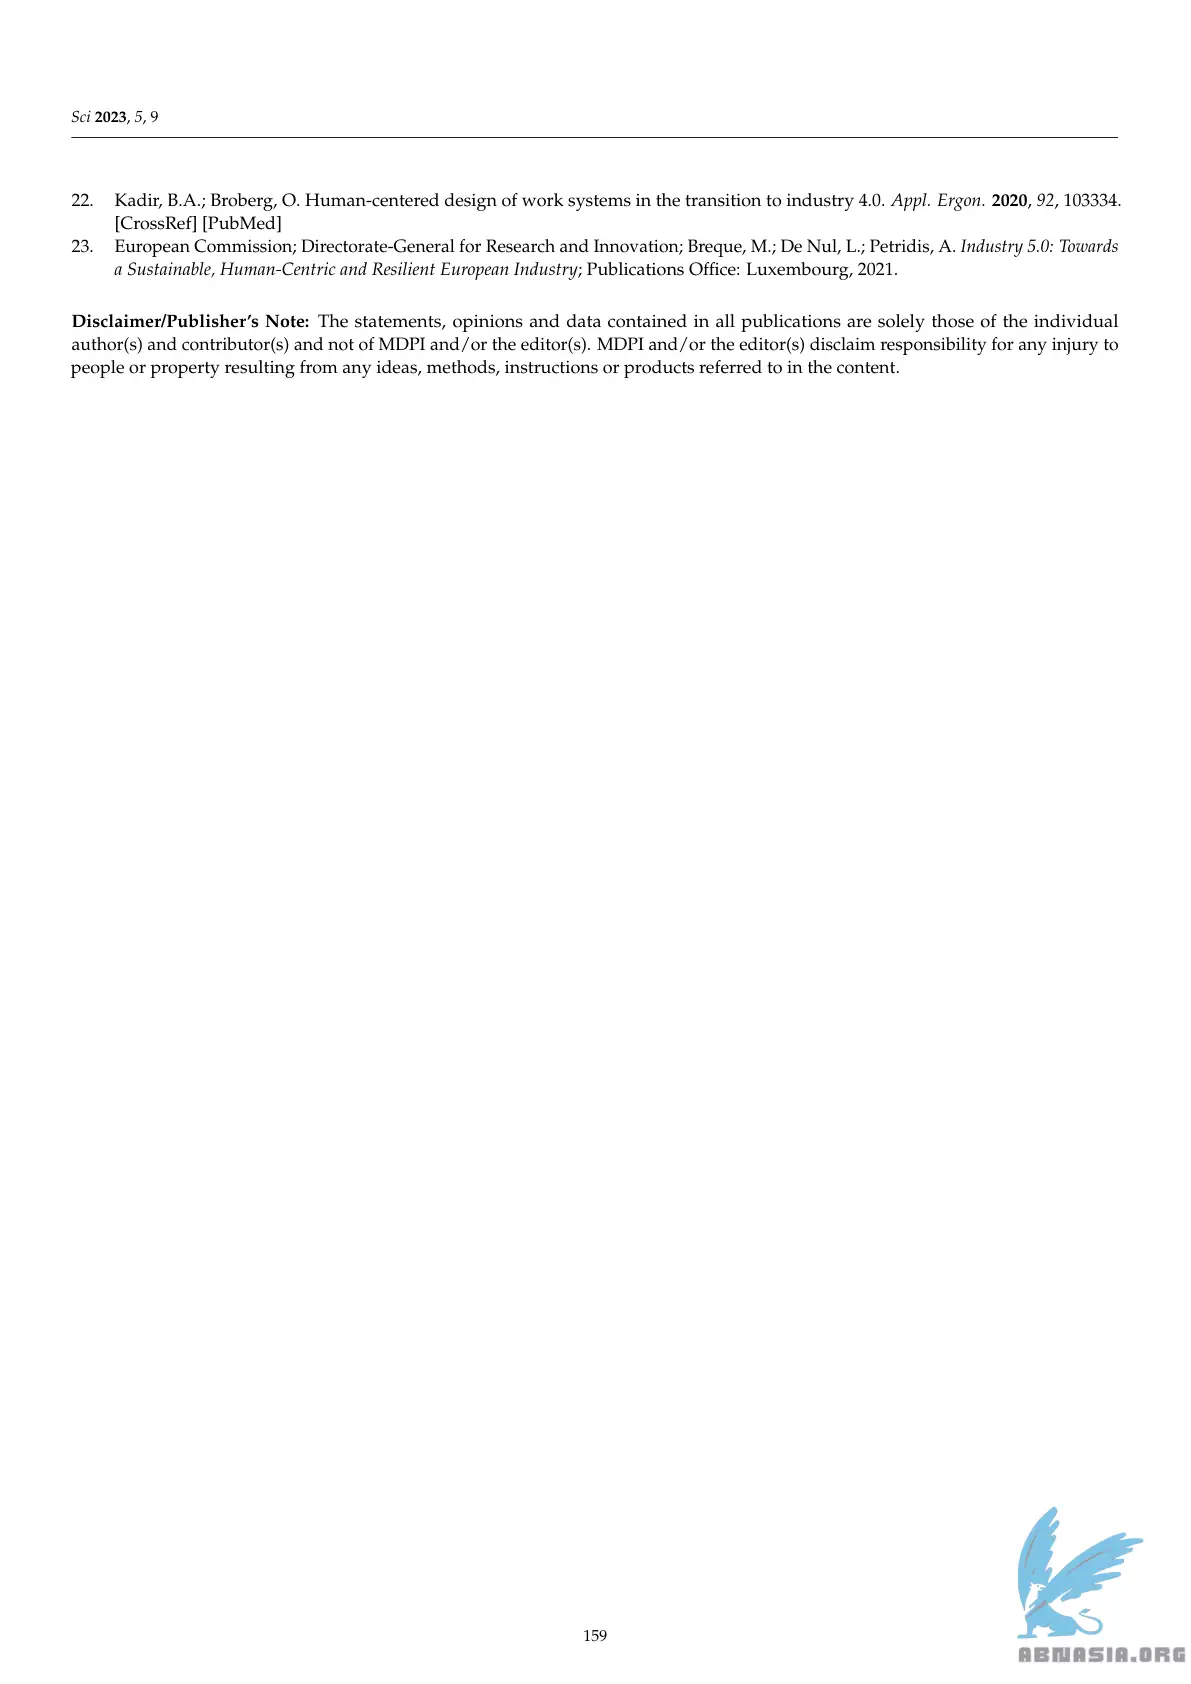 Sci 2023, 5, 9
22. Kadir, B.A.; Broberg, O. Human-centered design of work systems in the transition to industry 4.0. Appl. Ergon. 2020, 92, 103334.
[CrossRef] [PubMed]
23. European Commission; Directorate-General for Research and Innovation; Breque, M.; De Nul, L.; Petridis, A. Industry 5.0: Towards
a Sustainable, Human-Centric and Resilient European Industry; Publications Office: Luxembourg, 2021.
Disclaimer/Publisher’s Note: The statements, opinions and data contained in all publications are solely those of the individual
author(s) and contributor(s) and not of MDPI and/or the editor(s). MDPI and/or the editor(s) disclaim responsibility for any injury to
people or property resulting from any ideas, methods, instructions or products referred to in the content.
159
ABNASIA.ORG